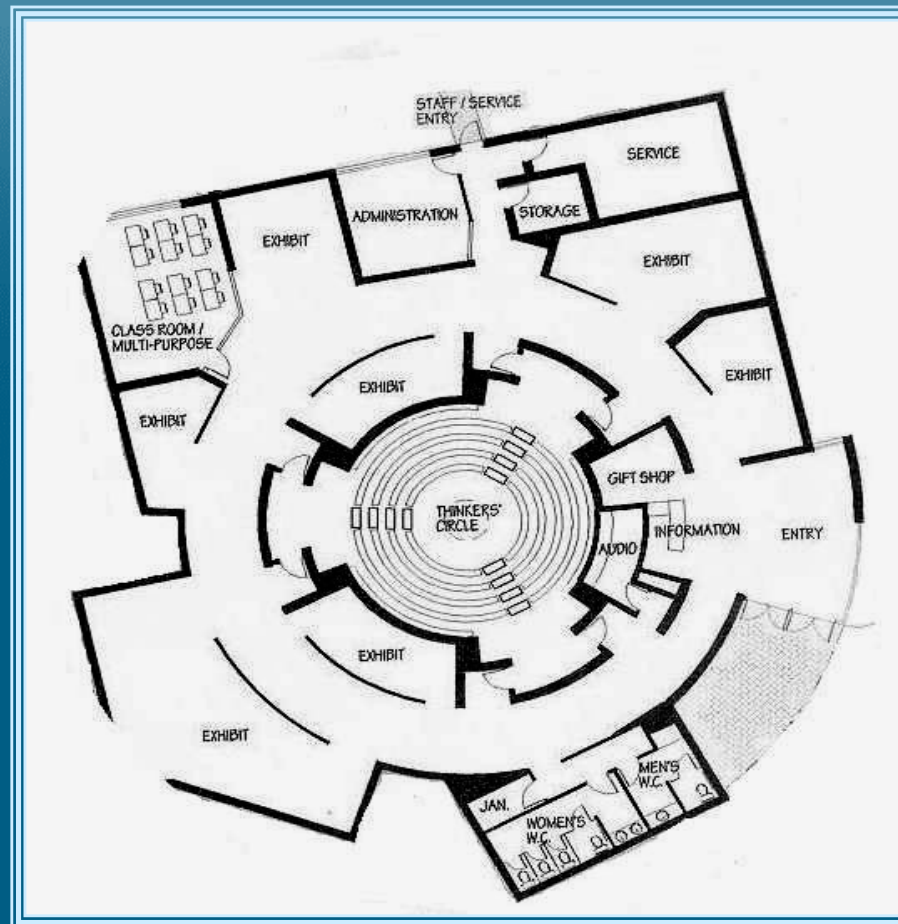 STAFF / SERVICE
ENTRY
SERVICE
ADMINISTRATION
STORAGE
EXHIBIT
EXHIBIT
CLASS ROOM /
MULTI-PURPOSE
EXHIBIT
EXHIBIT
EXHIBIT
GIFT SHOP
THINKERS'
CIRCLE
INFORMATION
ENTRY
AUDIO
EXHIBIT
EXHIBIT
MEN'S
W.C.
JAN.
WOMEN'S
W.C.